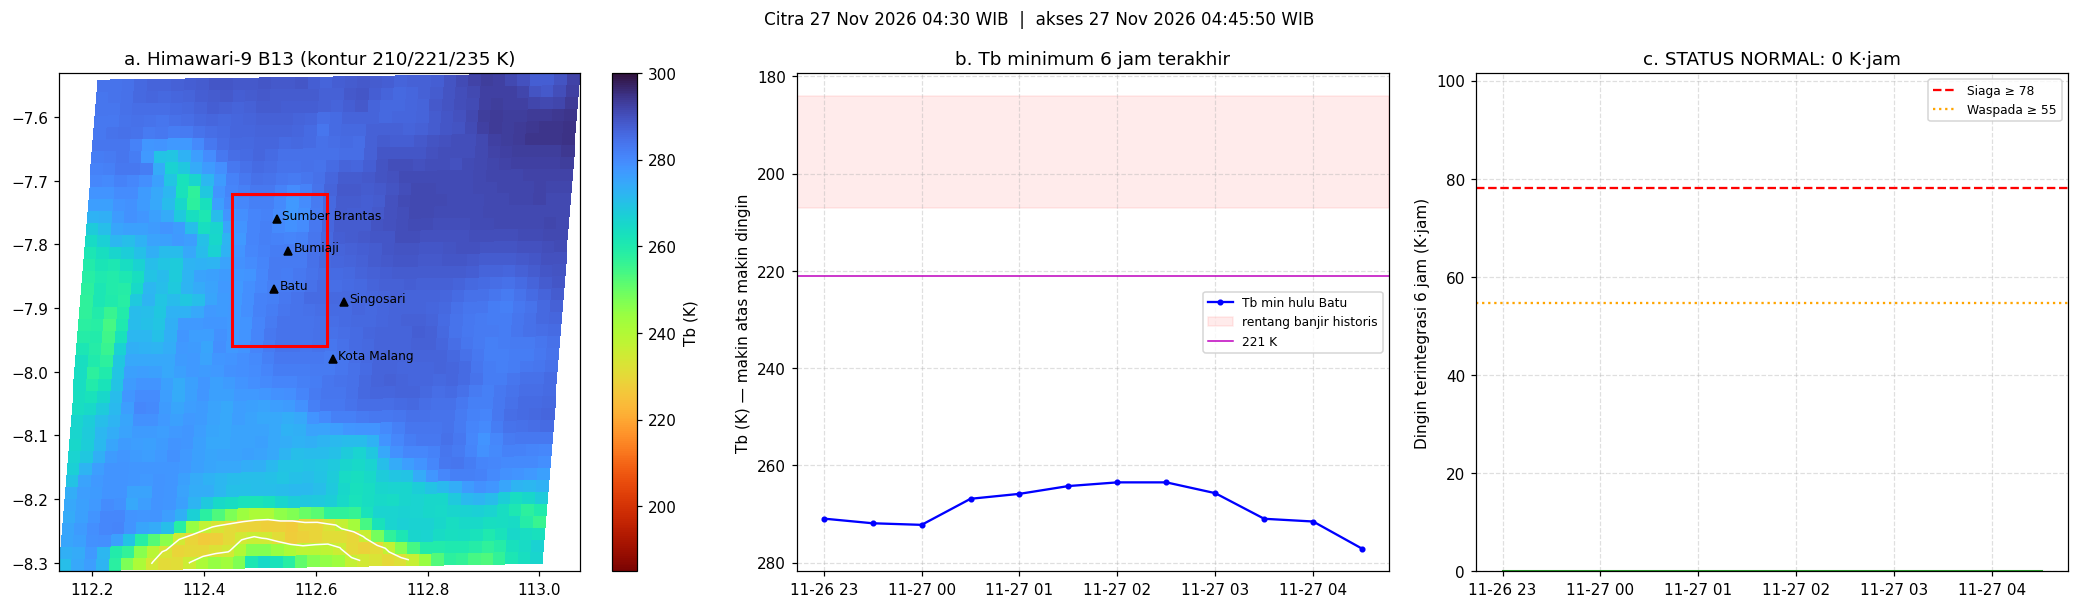 Citra 27 Nov 2026 04:30 WIB | akses 27 Nov 2026 04:45:50 WIB
a. Himawari-9 B13 (kontur 210/221/235 K)
−7.6
−7.7
−7.8
−7.9
−8.0
−8.1
−8.2
−8.3
112.2
112.4
112.6
112.8
113.0
Sumber Brantas
Bumiaji
Batu
Singosari
Kota Malang
300
280
260
240
220
200
Tb (K)
b. Tb minimum 6 jam terakhir
Tb (K) — makin atas makin dingin
180
200
220
240
260
280
Tb min hulu Batu
rentang banjir historis
221 K
11-26 23
11-27 00
11-27 01
11-27 02
11-27 03
11-27 04
c. STATUS NORMAL: 0 K·jam
Dingin terintegrasi 6 jam (K·jam)
100
80
60
40
20
0
Siaga ≥ 78
Waspada ≥ 55
11-26 23
11-27 00
11-27 01
11-27 02
11-27 03
11-27 04